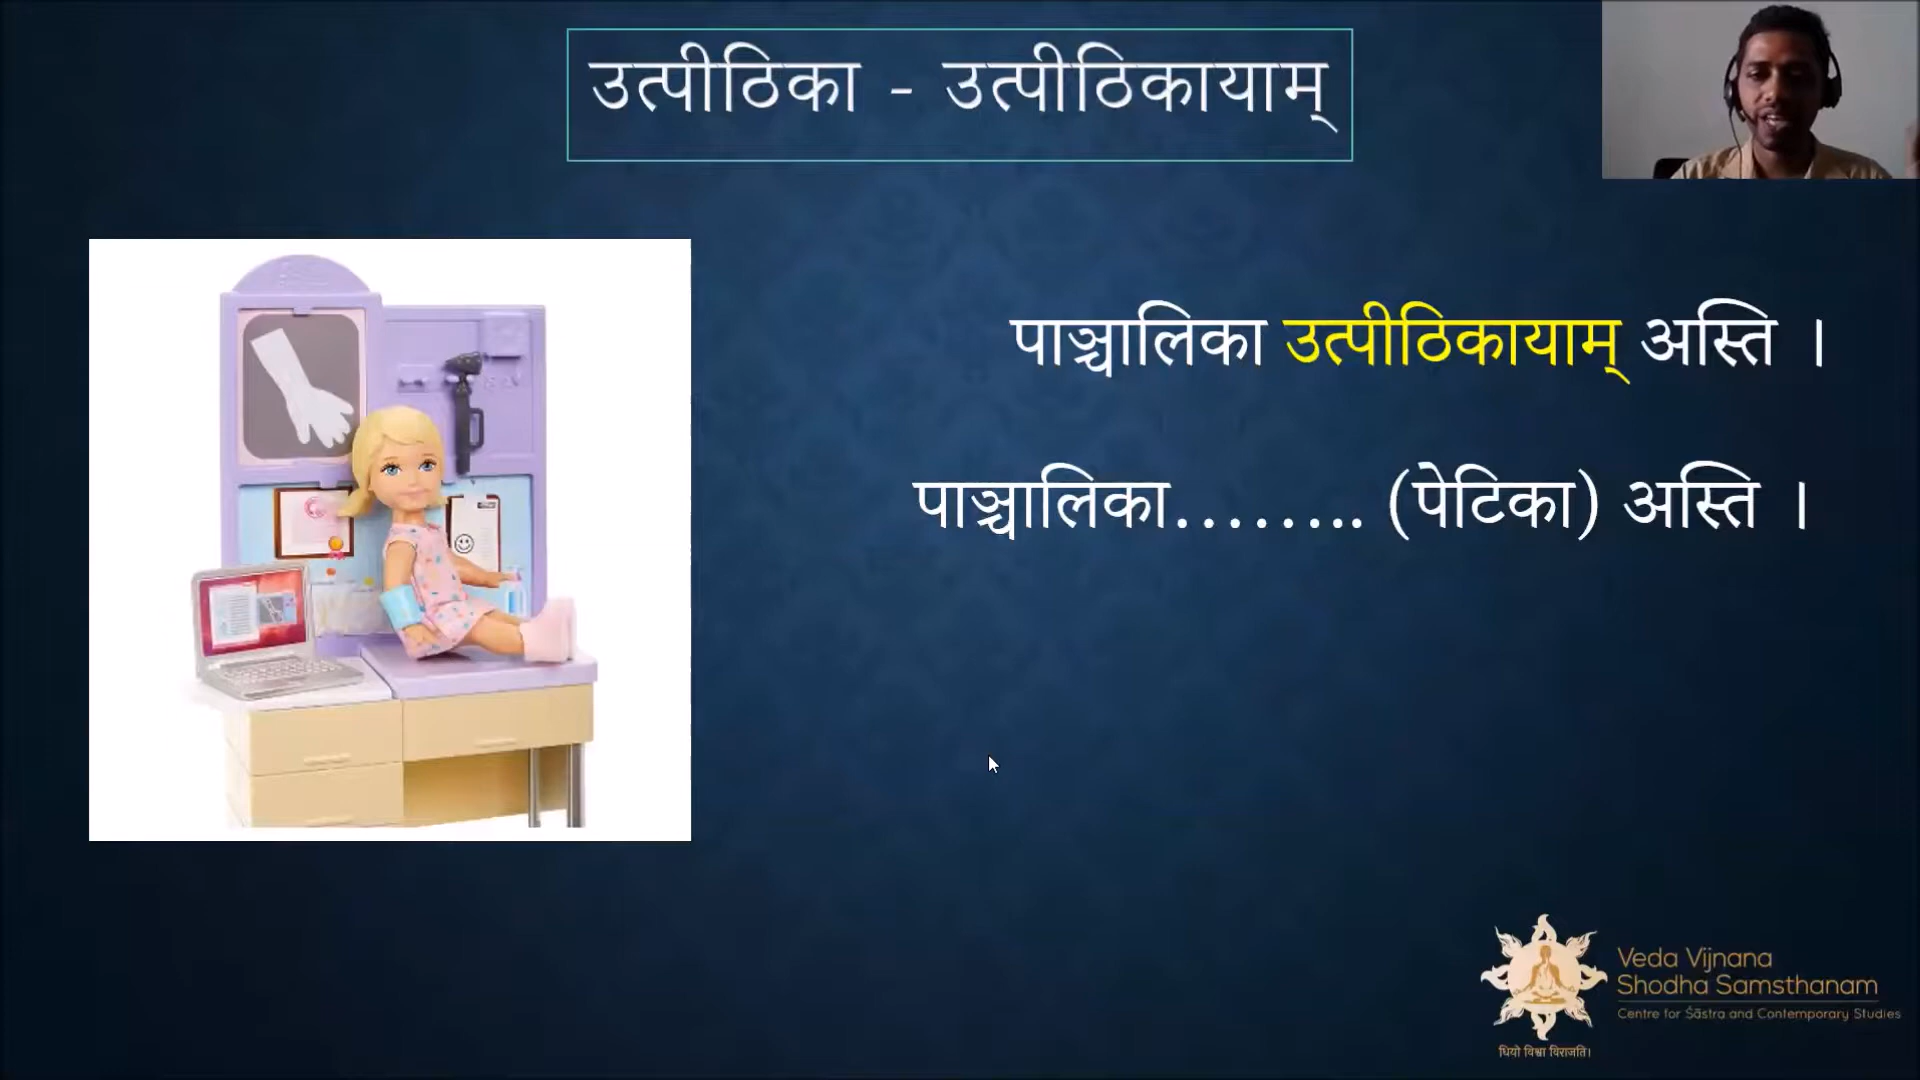 उत्पीठिका - उत्पीठिकायाम्
पाञ्चालिका उत्पीठिकायाम् अस्ति ।
पाञ्चालिका........ (पेटिका) अस्ति ।
Veda Vijnana
Shodha Samsthanam
Centre for Śāstra and Contemporary Studies
धियो विश्वा विराजति।